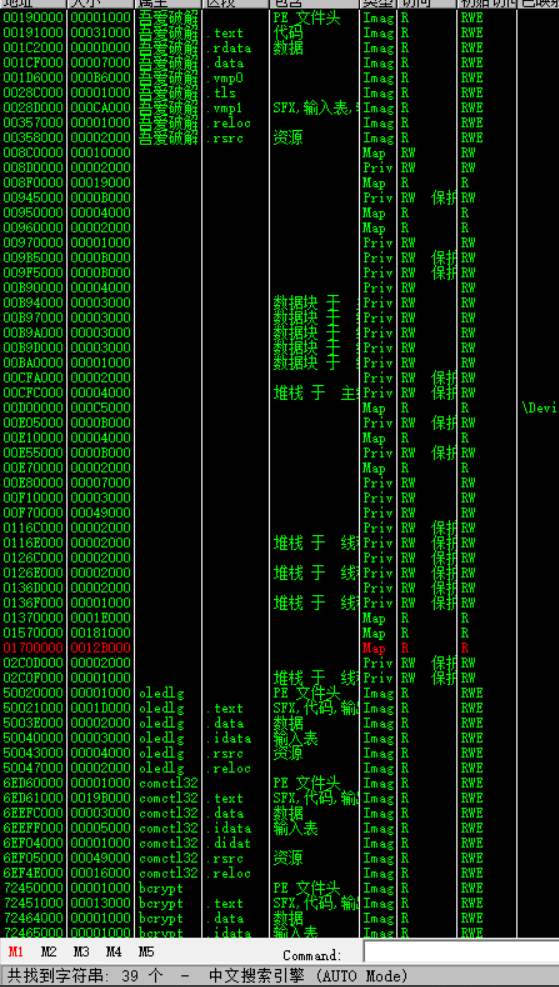 地址 大小 属主 区段 包含 类型 访问 初始访问 已映射
00190000 00001000 吾爱破解 PE 文件头 Imag R RWE
00191000 00031000 吾爱破解 .text 代码 Imag R RWE
001C2000 0000D000 吾爱破解 .rdata 数据 Imag R RWE
001CF000 00007000 吾爱破解 .data Imag R RWE
001D6000 000B6000 吾爱破解 .vmp0 Imag R RWE
0028C000 00001000 吾爱破解 .tls Imag R RWE
0028D000 000CA000 吾爱破解 .vmp1 SFX,输入表, Imag R RWE
00357000 00001000 吾爱破解 .reloc Imag R RWE
00358000 00002000 吾爱破解 .rsrc 资源 Imag R RWE
008C0000 00010000 Map RW RW
008D0000 00002000 Priv RW RW
008F0000 00019000 Map R R
00945000 0000B000 Priv RW 保护 RW
00950000 00004000 Map R R
00960000 00002000 Map R R
00970000 00001000 Priv RW RW
009B5000 0000B000 Priv RW 保护 RW
009F5000 0000B000 Priv RW 保护 RW
00B90000 00004000 Priv RW RW
00B94000 00003000 数据块 于 Priv RW RW
00B97000 00003000 数据块 于 Priv RW RW
00B9A000 00003000 数据块 于 Priv RW RW
00B9D000 00003000 数据块 于 Priv RW RW
00BA0000 00001000 数据块 于 Priv RW RW
00CFA000 00002000 Priv RW 保护 RW
00CFC000 00004000 堆栈 于 主 Priv RW 保护 RW
00D00000 000C5000 Map R R \Devi
00E05000 0000B000 Priv RW 保护 RW
00E10000 00004000 Map R R
00E55000 0000B000 Priv RW 保护 RW
00E70000 00002000 Map R R
00E80000 00007000 Priv RW RW
00F10000 00003000 Priv RW RW
00F70000 00049000 Priv RW RW
0116C000 00002000 Priv RW 保护 RW
0116E000 00002000 堆栈 于 线 Priv RW 保护 RW
0126C000 00002000 Priv RW 保护 RW
0126E000 00002000 堆栈 于 线 Priv RW 保护 RW
0136D000 00002000 Priv RW 保护 RW
0136F000 00001000 堆栈 于 线 Priv RW 保护 RW
01370000 0001E000 Map R R
01570000 00181000 Map R R
01700000 0012B000 Map R R
02C0D000 00002000 Priv RW 保护 RW
02C0F000 00001000 堆栈 于 线 Priv RW 保护 RW
50020000 00001000 oledlg PE 文件头 Imag R RWE
50021000 0001D000 oledlg .text SFX,代码,输 Imag R RWE
5003E000 00002000 oledlg .data 数据 Imag R RWE
50040000 00003000 oledlg .idata 输入表 Imag R RWE
50043000 00004000 oledlg .rsrc 资源 Imag R RWE
50047000 00002000 oledlg .reloc Imag R RWE
6ED60000 00001000 comctl32 PE 文件头 Imag R RWE
6ED61000 0019B000 comctl32 .text SFX,代码,输 Imag R RWE
6EEFC000 00003000 comctl32 .data 数据 Imag R RWE
6EEFF000 00005000 comctl32 .idata 输入表 Imag R RWE
6EF04000 00001000 comctl32 .didat Imag R RWE
6EF05000 00049000 comctl32 .rsrc 资源 Imag R RWE
6EF4E000 00016000 comctl32 .reloc Imag R RWE
72450000 00001000 bcrypt PE 文件头 Imag R RWE
72451000 00013000 bcrypt .text SFX,代码,输 Imag R RWE
72464000 00001000 bcrypt .data 数据 Imag R RWE
72465000 00001000 bcrypt .idata 输入表 Imag R RWE
M1 M2 M3 M4 M5 Command:
共找到字符串: 39 个 - 中文搜索引擎 (AUTO Mode)